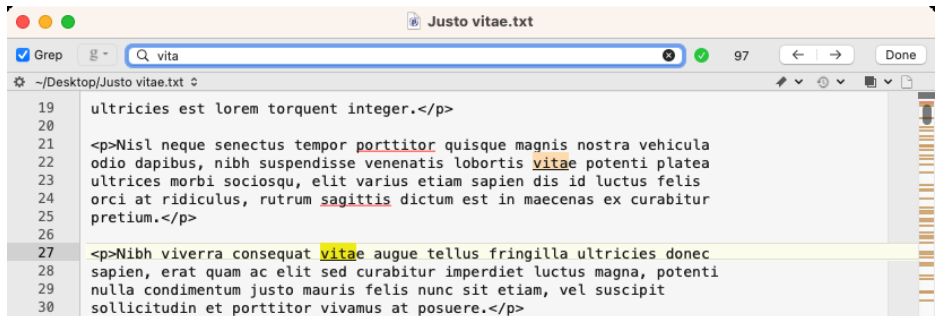 Justo vitae.txt
Grep g vita 97 ← → Done
~/Desktop/Justo vitae.txt
19 ultricies est lorem torquent integer.</p>
20
21 <p>Nisl neque senectus tempor porttitor quisque magnis nostra vehicula
22 odio dapibus, nibh suspendisse venenatis lobortis vitae potenti platea
23 ultrices morbi sociosqu, elit varius etiam sapien dis id luctus felis
24 orci at ridiculus, rutrum sagittis dictum est in maecenas ex curabitur
25 pretium.</p>
26
27 <p>Nibh viverra consequat vitae augue tellus fringilla ultricies donec
28 sapien, erat quam ac elit sed curabitur imperdiet luctus magna, potenti
29 nulla condimentum justo mauris felis nunc sit etiam, vel suscipit
30 sollicitudin et porttitor vivamus at posuere.</p>